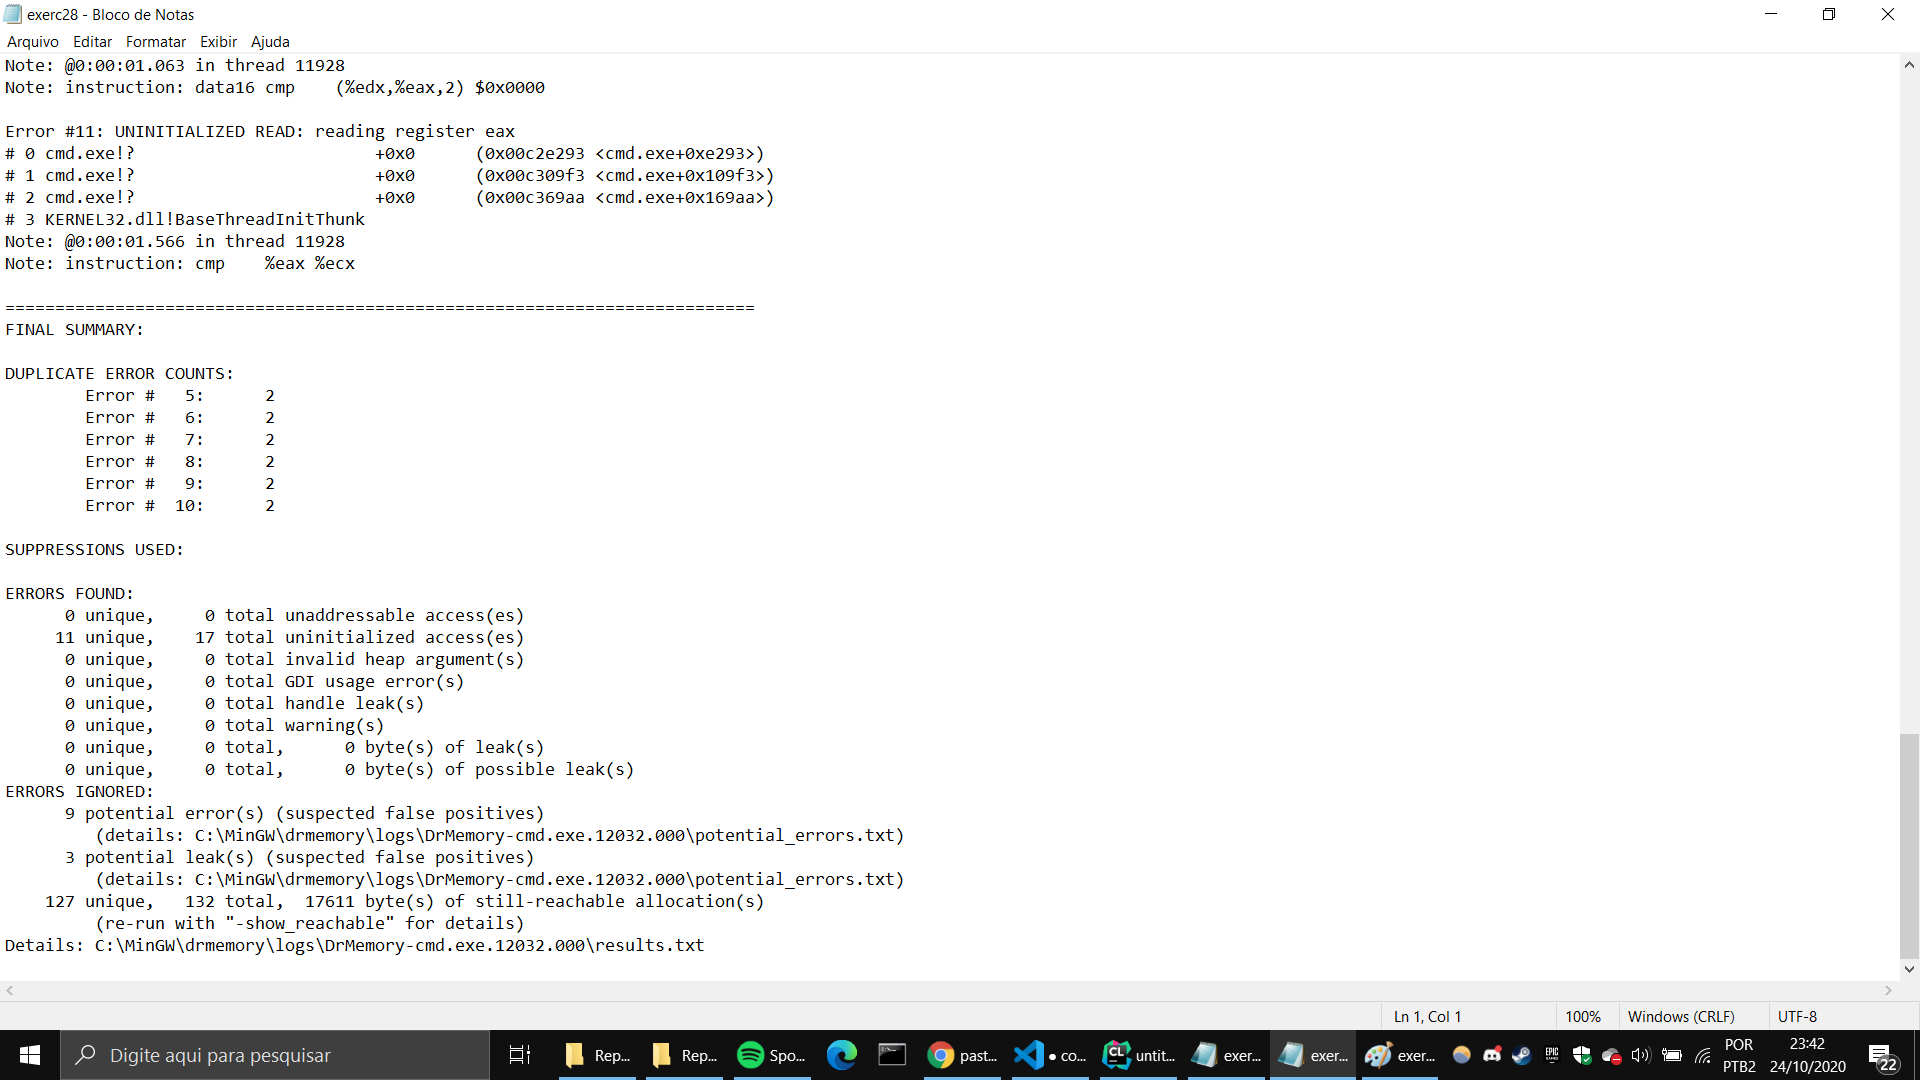 exerc28 - Bloco de Notas
Arquivo Editar Formatar Exibir Ajuda
Note: @0:00:01.063 in thread 11928
Note: instruction: data16 cmp    (%edx,%eax,2) $0x0000
Error #11: UNINITIALIZED READ: reading register eax
# 0 cmd.exe!?                        +0x0      (0x00c2e293 <cmd.exe+0xe293>)
# 1 cmd.exe!?                        +0x0      (0x00c309f3 <cmd.exe+0x109f3>)
# 2 cmd.exe!?                        +0x0      (0x00c369aa <cmd.exe+0x169aa>)
# 3 KERNEL32.dll!BaseThreadInitThunk
Note: @0:00:01.566 in thread 11928
Note: instruction: cmp    %eax %ecx
===========================================================================
FINAL SUMMARY:
DUPLICATE ERROR COUNTS:
        Error #   5:      2
        Error #   6:      2
        Error #   7:      2
        Error #   8:      2
        Error #   9:      2
        Error #  10:      2
SUPPRESSIONS USED:
ERRORS FOUND:
      0 unique,     0 total unaddressable access(es)
     11 unique,    17 total uninitialized access(es)
      0 unique,     0 total invalid heap argument(s)
      0 unique,     0 total GDI usage error(s)
      0 unique,     0 total handle leak(s)
      0 unique,     0 total warning(s)
      0 unique,     0 total,      0 byte(s) of leak(s)
      0 unique,     0 total,      0 byte(s) of possible leak(s)
ERRORS IGNORED:
      9 potential error(s) (suspected false positives)
         (details: C:\MinGW\drmemory\logs\DrMemory-cmd.exe.12032.000\potential_errors.txt)
      3 potential leak(s) (suspected false positives)
         (details: C:\MinGW\drmemory\logs\DrMemory-cmd.exe.12032.000\potential_errors.txt)
    127 unique,   132 total,  17611 byte(s) of still-reachable allocation(s)
         (re-run with "-show_reachable" for details)
Details: C:\MinGW\drmemory\logs\DrMemory-cmd.exe.12032.000\results.txt
Ln 1, Col 1 100% Windows (CRLF) UTF-8
Digite aqui para pesquisar Rep... Rep... Spo... past... ● co... CL untit... exer... exer... exer... EPIC POR 23:42
PTB2 24/10/2020 22